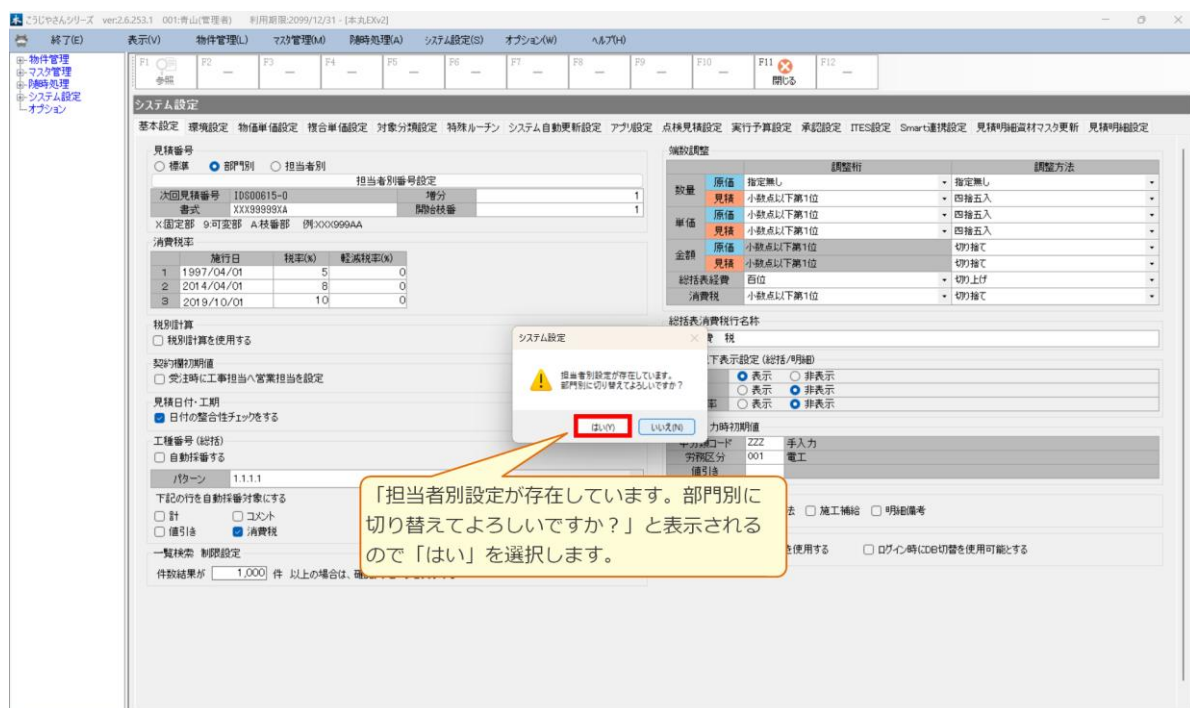 こうじやさんシリーズ ver:2.6.253.1 001:青山(管理者) 利用期限:2099/12/31 - [本丸EXv2]
終了(E) 表示(V) 物件管理(L) マスタ管理(M) 随時処理(A) システム設定(S) オプション(W) ヘルプ(H)
物件管理
マスタ管理
随時処理
システム設定
オプション
F1 参照 F2 F3 F4 F5 F6 F7 F8 F9 F10 F11 閉じる F12
システム設定
基本設定 環境設定 物価単価設定 複合単価設定 対象分類設定 特殊ルーチン システム自動更新設定 アプリ設定 点検見積設定 実行予算設定 承認設定 ITES設定 Smart連携設定 見積明細資材マスタ更新 見積明細設定
見積番号
標準 部門別 担当者別
担当者別番号設定
次回見積番号 IDS00615-0 増分 1
書式 XXX99999XA 開始枝番 1
X:固定部 9:可変部 A:枝番部 例:XXX999AA
消費税率
施行日 税率(%) 軽減税率(%)
1 1997/04/01 5 0
2 2014/04/01 8 0
3 2019/10/01 10 0
税別計算
税別計算を使用する
契約欄初期値
受注時に工事担当へ営業担当を設定
見積日付・工期
日付の整合性チェックをする
工種番号 (総括)
自動採番する
パターン 1.1.1.1
下記の行を自動採番対象にする
計 コメント
値引き 消費税
一覧検索 制限設定
件数結果が 1,000 件 以上の場合は、
端数調整
調整桁 調整方法
数量 原価 指定無し 指定無し
見積 小数点以下第1位 四捨五入
単価 原価 小数点以下第1位 四捨五入
見積 小数点以下第1位 四捨五入
金額 原価 小数点以下第1位 切り捨て
見積 小数点以下第1位 切り捨て
総括表経費 百位 切り上げ
消費税 小数点以下第1位 切り捨て
総括表消費税行名称
税
下表示設定 (総括/明細)
表示 非表示
表示 非表示
率 表示 非表示
力時初期値
中分類コード ZZZ 手入力
労務区分 001 電工
値引き
法 施工補給 明細備考
を使用する ログイン時にDB切替を使用可能とする
システム設定
担当者別設定が存在しています。
部門別に切り替えてよろしいですか?
はい(Y) いいえ(N)
「担当者別設定が存在しています。部門別に
切り替えてよろしいですか?」と表示される
ので「はい」を選択します。